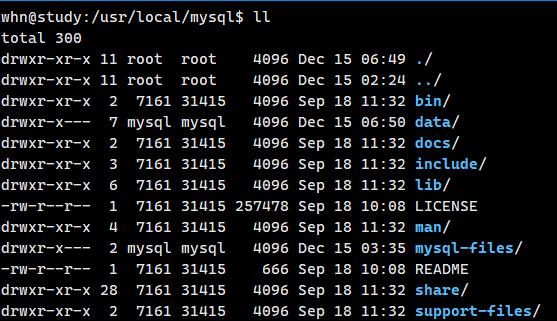 whn@study:/usr/local/mysql$ ll
total 300
drwxr-xr-x 11 root  root    4096 Dec 15 06:49 ./
drwxr-xr-x 11 root  root    4096 Dec 15 02:24 ../
drwxr-xr-x  2  7161 31415   4096 Sep 18 11:32 bin/
drwxr-x---  7 mysql mysql   4096 Dec 15 06:50 data/
drwxr-xr-x  2  7161 31415   4096 Sep 18 11:32 docs/
drwxr-xr-x  3  7161 31415   4096 Sep 18 11:32 include/
drwxr-xr-x  6  7161 31415   4096 Sep 18 11:32 lib/
-rw-r--r--  1  7161 31415 257478 Sep 18 10:08 LICENSE
drwxr-xr-x  4  7161 31415   4096 Sep 18 11:32 man/
drwxr-x---  2 mysql mysql   4096 Dec 15 03:35 mysql-files/
-rw-r--r--  1  7161 31415    666 Sep 18 10:08 README
drwxr-xr-x 28  7161 31415   4096 Sep 18 11:32 share/
drwxr-xr-x  2  7161 31415   4096 Sep 18 11:32 support-files/